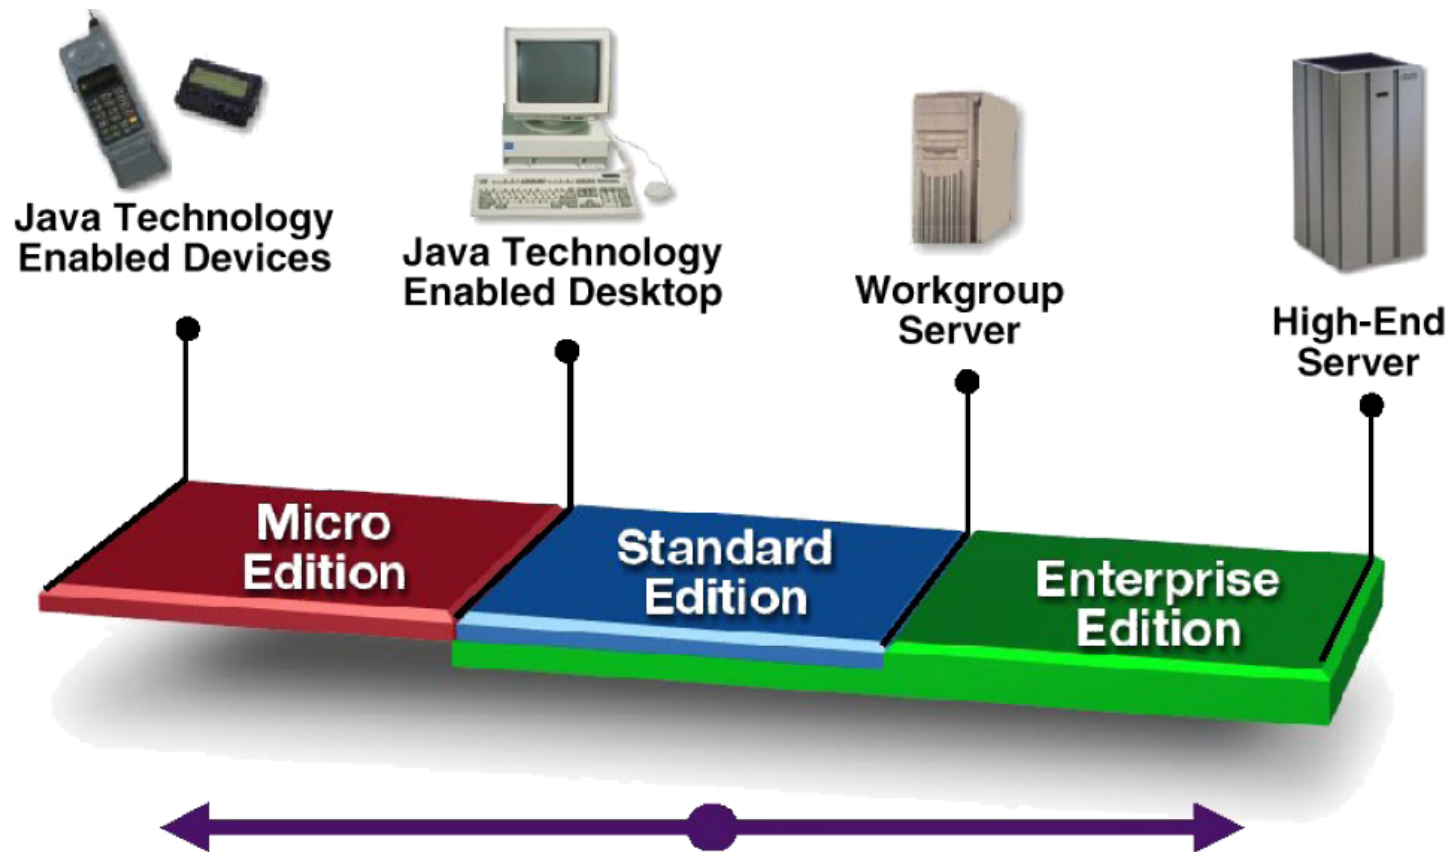 Java Technology
Enabled Devices
Java Technology
Enabled Desktop
Workgroup
Server
High-End
Server
Micro
Edition
Standard
Edition
Enterprise
Edition